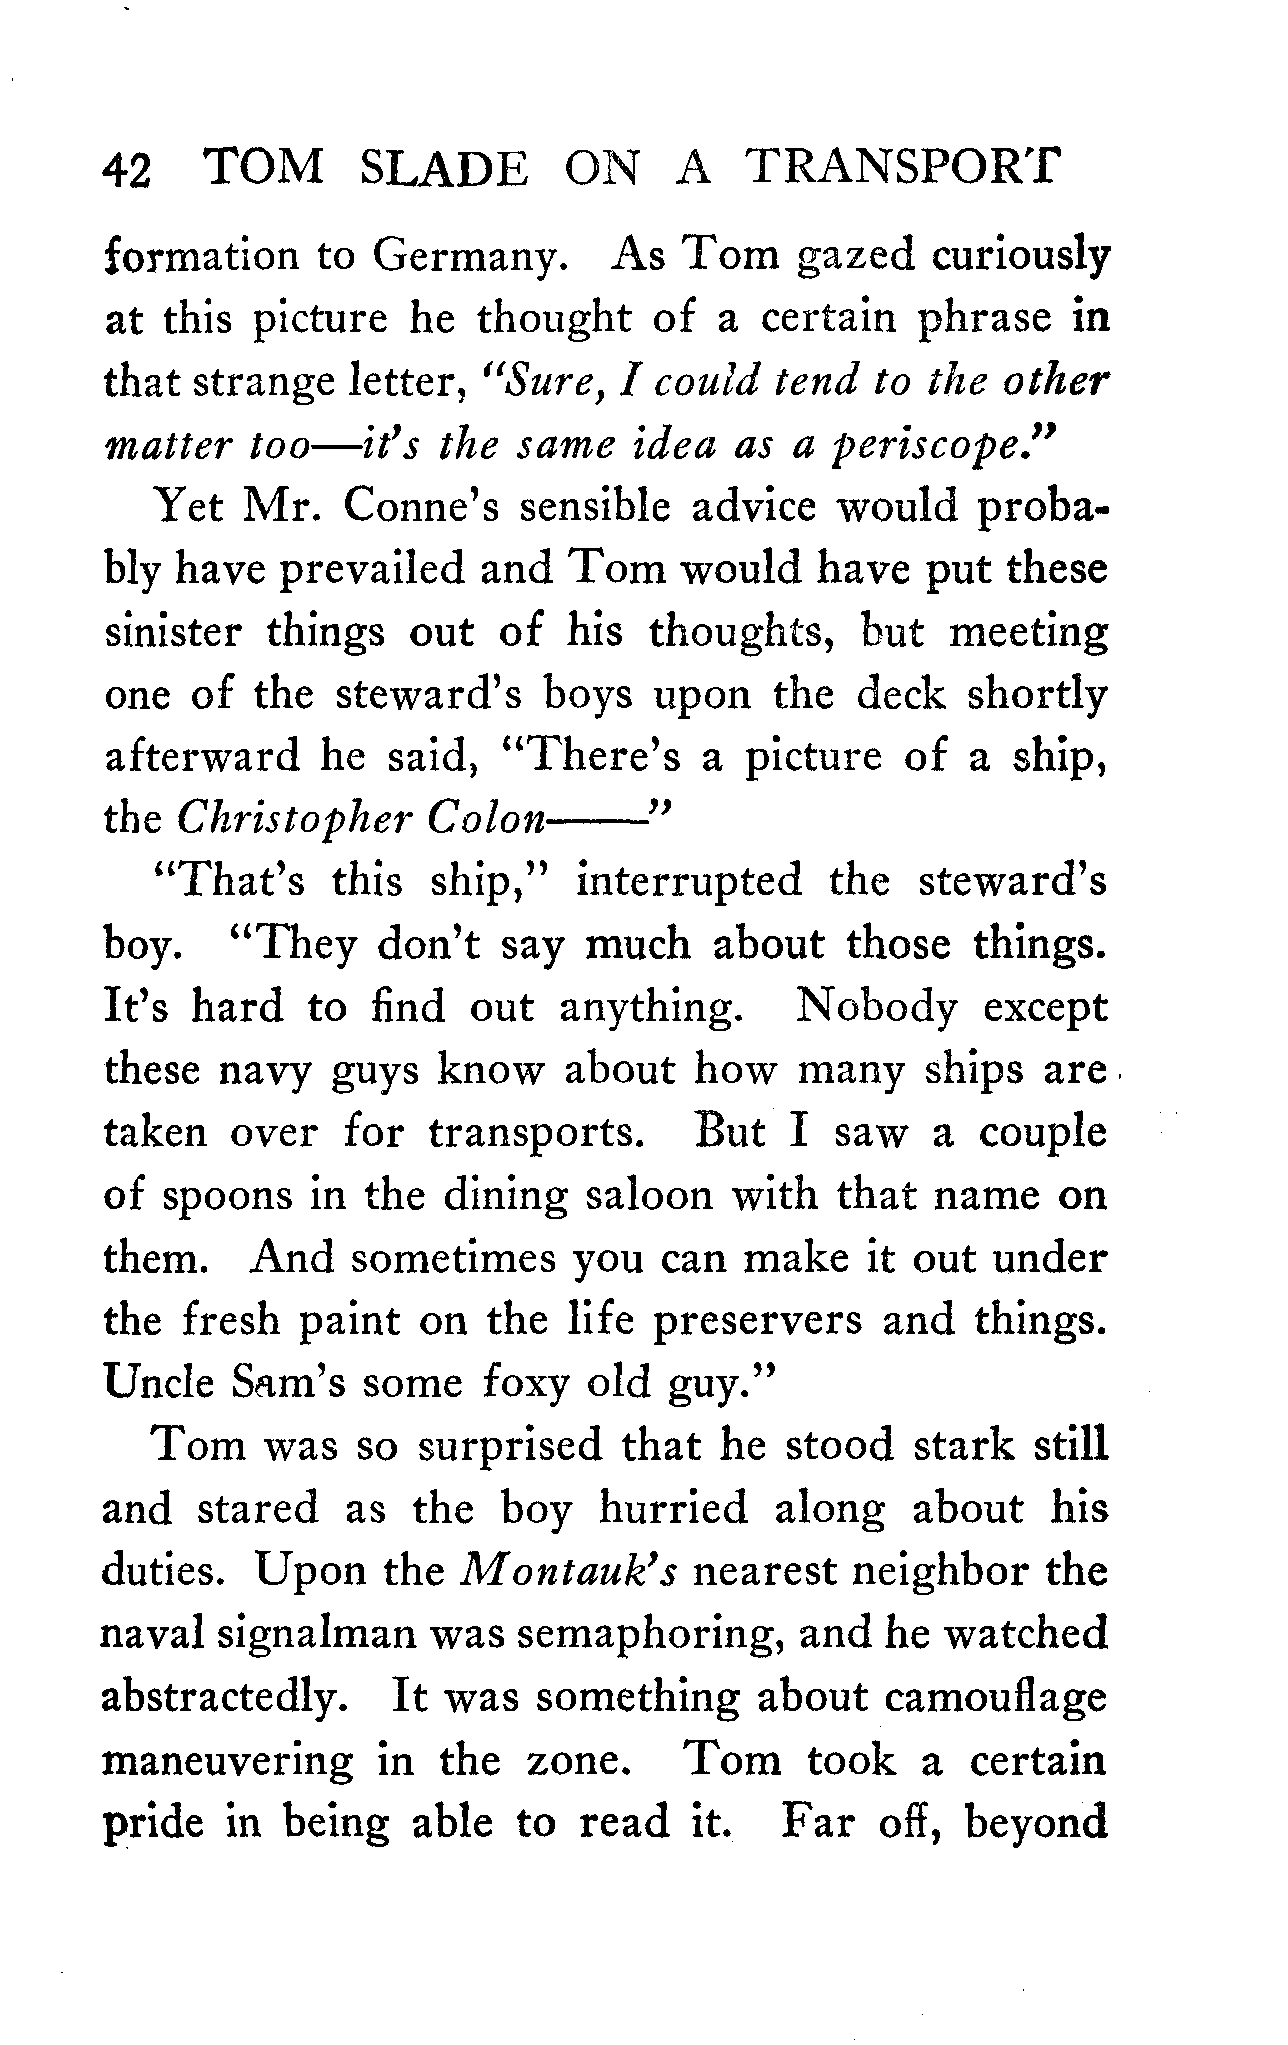 42 TOM SLADE ON A TRANSPORT
formation to Germany. As Tom gazed curiously
at this picture he thought of a certain phrase in
that strange letter, "Sure, I could tend to the other
matter too—it's the same idea as a periscope."
Yet Mr. Conne's sensible advice would proba-
bly have prevailed and Tom would have put these
sinister things out of his thoughts, but meeting
one of the steward's boys upon the deck shortly
afterward he said, "There's a picture of a ship,
the Christopher Colon——"
"That's this ship," interrupted the steward's
boy. "They don't say much about those things.
It's hard to find out anything. Nobody except
these navy guys know about how many ships are
taken over for transports. But I saw a couple
of spoons in the dining saloon with that name on
them. And sometimes you can make it out under
the fresh paint on the life preservers and things.
Uncle Sam's some foxy old guy."
Tom was so surprised that he stood stark still
and stared as the boy hurried along about his
duties. Upon the Montauk's nearest neighbor the
naval signalman was semaphoring, and he watched
abstractedly. It was something about camouflage
maneuvering in the zone. Tom took a certain
pride in being able to read it. Far off, beyond